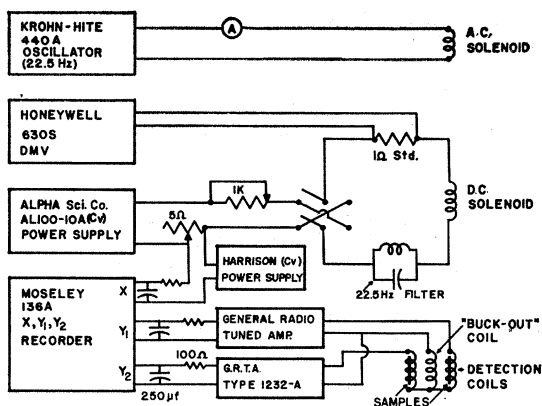 KROHN-HITE
440A
OSCILLATOR
(22.5 Hz)
A
A.C.
SOLENOID
HONEYWELL
630S
DMV
1Ω Std.
ALPHA Sci. Co.
AL100-10A(Cv)
POWER SUPPLY
1K
5Ω
D.C.
SOLENOID
HARRISON (Cv)
POWER SUPPLY
22.5Hz FILTER
MOSELEY
136A
X,Y1,Y2
RECORDER
X
Y1
Y2
GENERAL RADIO
TUNED AMP.
100Ω
250μf
G.R.T.A.
TYPE 1232-A
"BUCK-OUT"
COIL
DETECTION
COILS
SAMPLES